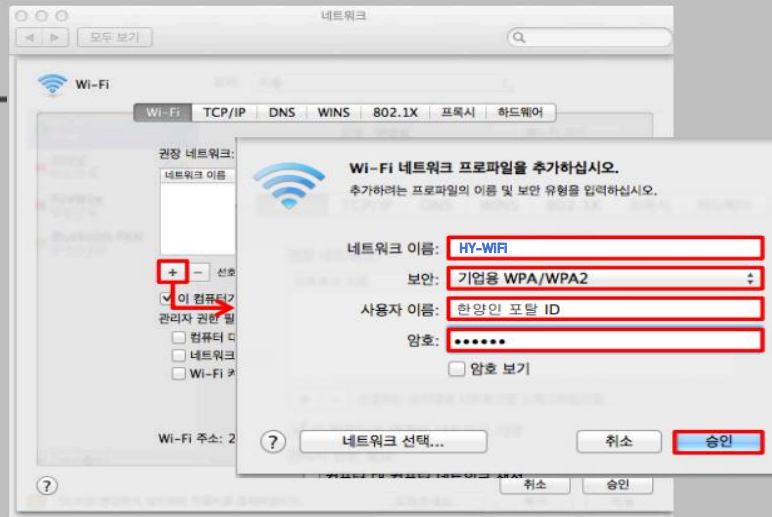 네트워크
모두 보기
Wi-Fi
Wi-Fi TCP/IP DNS WINS 802.1X 프록시 하드웨어
권장 네트워크:
네트워크 이름
+ − 선호
이 컴퓨터가
관리자 권한 필
컴퓨터 대
네트워크
Wi-Fi 주소: 2
Wi-Fi 네트워크 프로파일을 추가하십시오.
추가하려는 프로파일의 이름 및 보안 유형을 입력하십시오.
네트워크 이름: HY-WiFi
보안: 기업용 WPA/WPA2
사용자 이름: 한양인 포탈 ID
암호: ••••••
암호 보기
? 네트워크 선택... 취소 승인
? 취소 승인